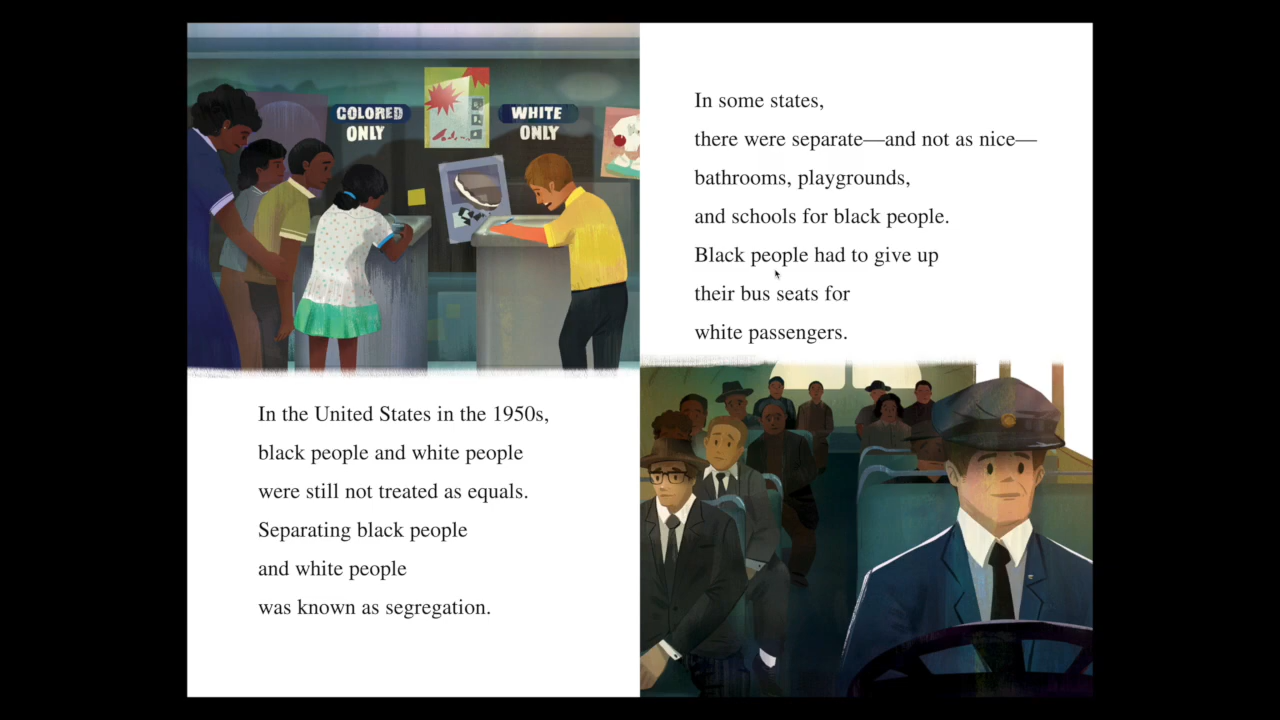 COLORED
ONLY
WHITE
ONLY
In the United States in the 1950s,
black people and white people
were still not treated as equals.
Separating black people
and white people
was known as segregation.
In some states,
there were separate—and not as nice—
bathrooms, playgrounds,
and schools for black people.
Black people had to give up
their bus seats for
white passengers.